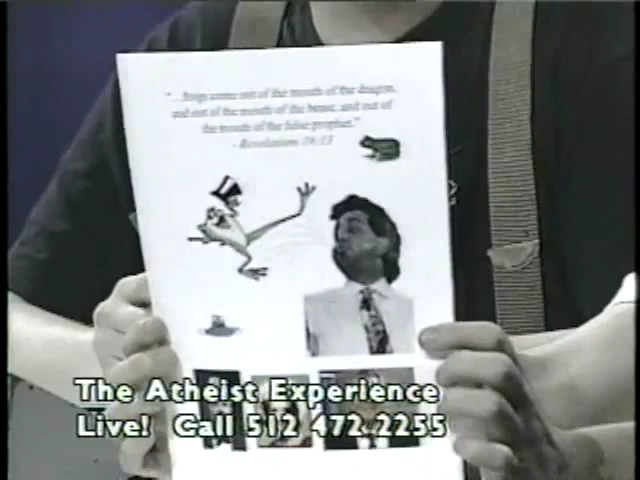 "...frogs come out of the mouth of the dragon,
and out of the mouth of the beast, and out of
the mouth of the false prophet."
- Revelations 16:13
The Atheist Experience
Live! Call 512 472.2255